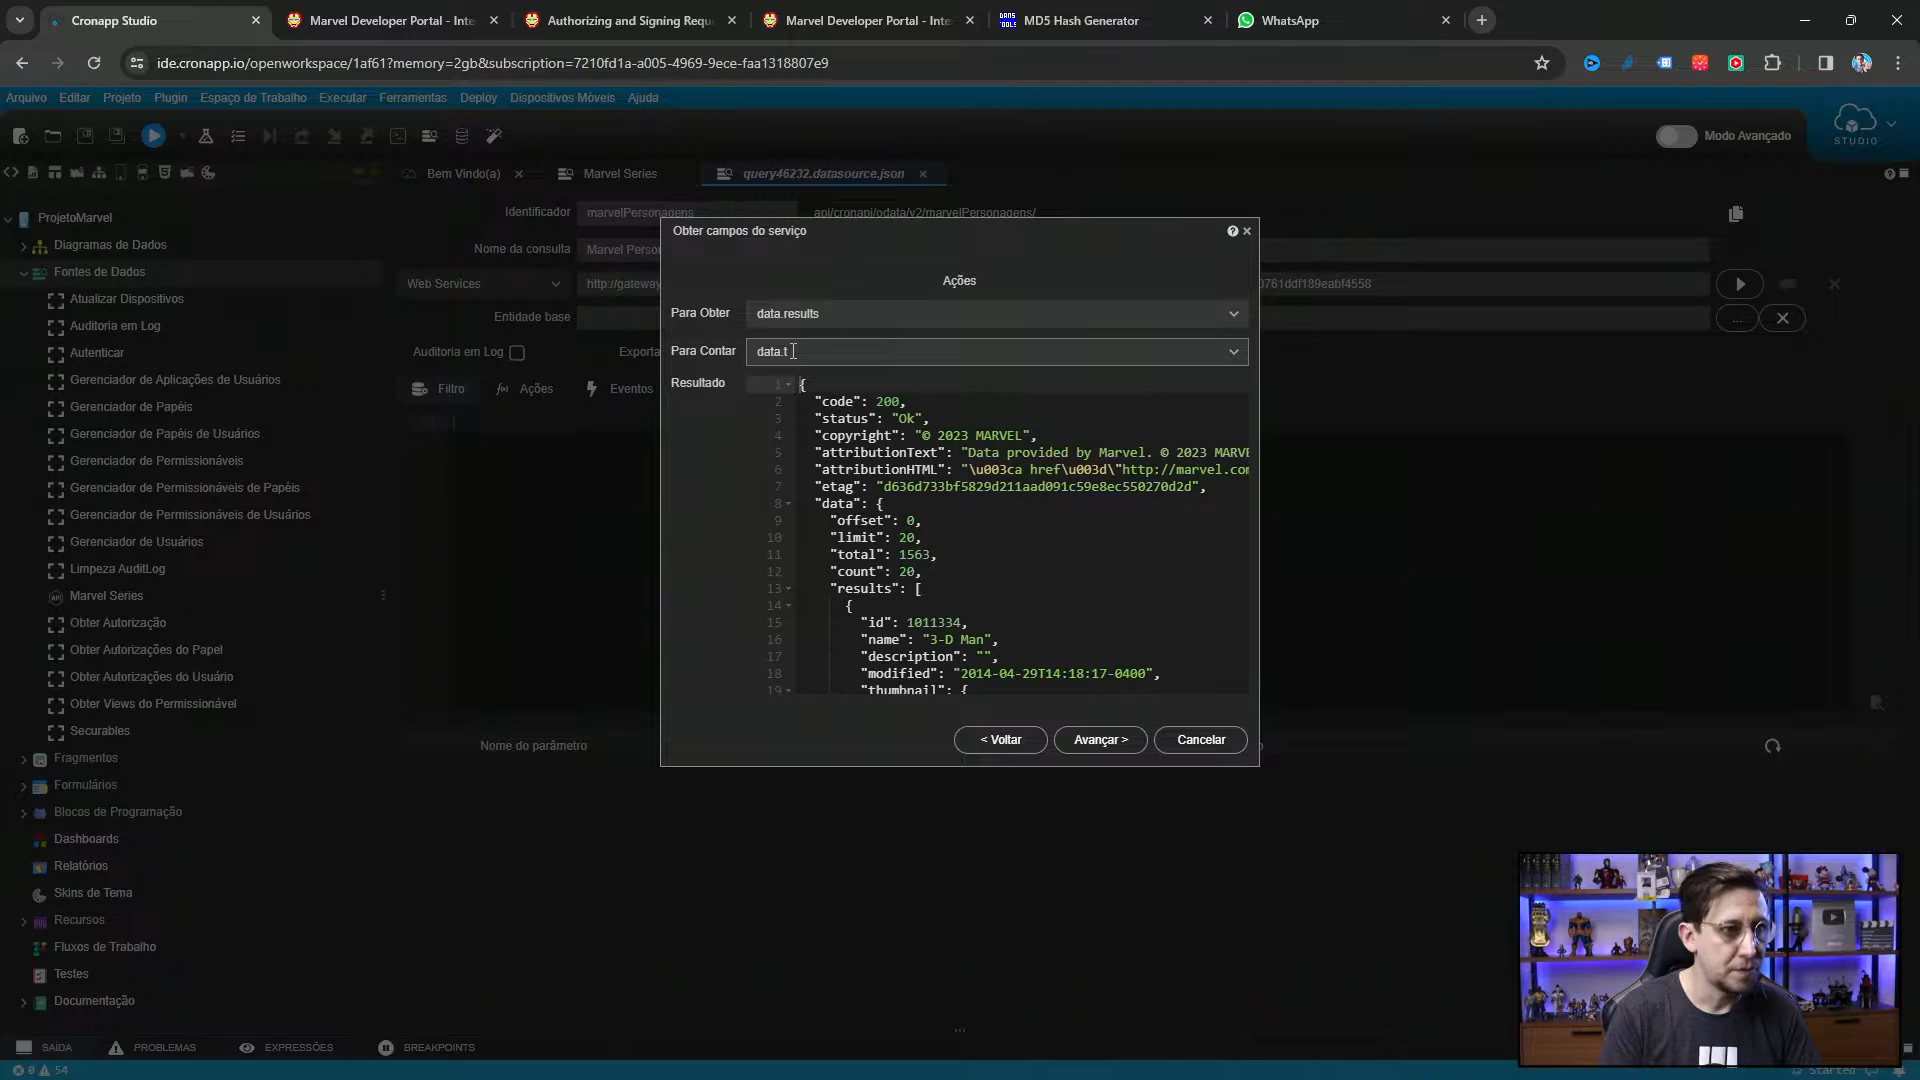 Cronapp Studio
Marvel Developer Portal - Inte
Authorizing and Signing Requ
Marvel Developer Portal - Inte
MD5 Hash Generator
WhatsApp
ide.cronapp.io/openworkspace/1af61?memory=2gb&subscription=7210fd1a-a005-4969-9ece-faa1318807e9
Arquivo Editar Projeto Plugin Espaço de Trabalho Executar Ferramentas Deploy Dispositivos Móveis Ajuda
Modo Avançado
STUDIO
Bem Vindo(a)
Marvel Series
query46232.datasource.json
ProjetoMarvel
Diagramas de Dados
Fontes de Dados
Atualizar Dispositivos
Auditoria em Log
Autenticar
Gerenciador de Aplicações de Usuários
Gerenciador de Papéis
Gerenciador de Papéis de Usuários
Gerenciador de Permissionáveis
Gerenciador de Permissionáveis de Papéis
Gerenciador de Permissionáveis de Usuários
Gerenciador de Usuários
Limpeza AuditLog
Marvel Series
Obter Autorização
Obter Autorizações do Papel
Obter Autorizações do Usuário
Obter Views do Permissionável
Securables
Fragmentos
Formulários
Blocos de Programação
Dashboards
Relatórios
Skins de Tema
Recursos
Fluxos de Trabalho
Testes
Documentação
Identificador marvelPersonagens api/cronapi/odata/v2/marvelPersonagens/
Nome da consulta Marvel Perso
Web Services http://gateway 0761ddf189eabf4558
Entidade base ...
Auditoria em Log Exporta
Filtro Ações Eventos
Nome do parâmetro
Obter campos do serviço
Ações
Para Obter data.results
Para Contar data.t
Resultado
1 {
2 "code": 200,
3 "status": "Ok",
4 "copyright": "© 2023 MARVEL",
5 "attributionText": "Data provided by Marvel. © 2023 MARVE
6 "attributionHTML": "\u003ca href\u003d\"http://marvel.com
7 "etag": "d636d733bf5829d211aad091c59e8ec550270d2d",
8 "data": {
9 "offset": 0,
10 "limit": 20,
11 "total": 1563,
12 "count": 20,
13 "results": [
14 {
15 "id": 1011334,
16 "name": "3-D Man",
17 "description": "",
18 "modified": "2014-04-29T14:18:17-0400",
19 "thumbnail": {
< Voltar Avançar > Cancelar
SAÍDA PROBLEMAS EXPRESSÕES BREAKPOINTS
0 54
Started